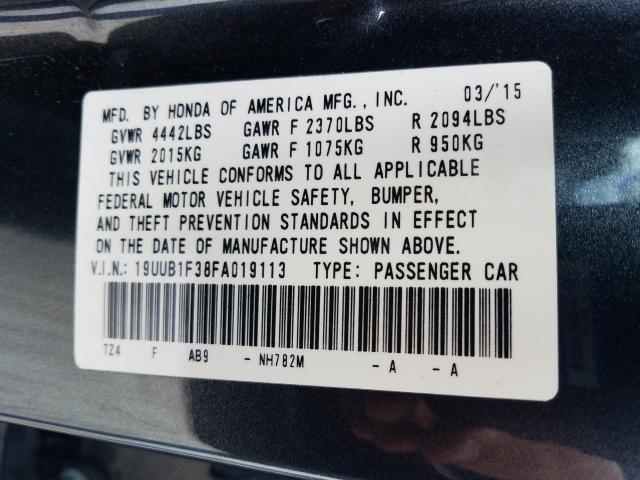 MFD. BY HONDA OF AMERICA MFG., INC. 03/'15
GVWR 4442LBS GAWR F 2370LBS R 2094LBS
GVWR 2015KG GAWR F 1075KG R 950KG
THIS VEHICLE CONFORMS TO ALL APPLICABLE
FEDERAL MOTOR VEHICLE SAFETY, BUMPER,
AND THEFT PREVENTION STANDARDS IN EFFECT
ON THE DATE OF MANUFACTURE SHOWN ABOVE.
V.I.N: 19UUB1F38FA019113 TYPE: PASSENGER CAR
TZ4 F AB9 - NH782M - A - A